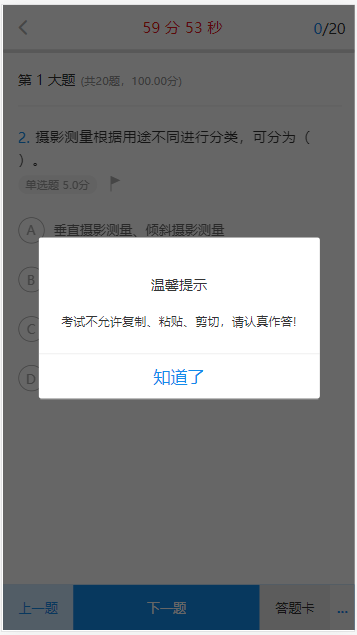 59 分 53 秒
0/20
第 1 大题 (共20题，100.00分)
2. 摄影测量根据用途不同进行分类，可分为（
）。
单选题 5.0分
A 垂直摄影测量、倾斜摄影测量
B
C
D
温馨提示
考试不允许复制、粘贴、剪切，请认真作答!
知道了
上一题
下一题
答题卡
...